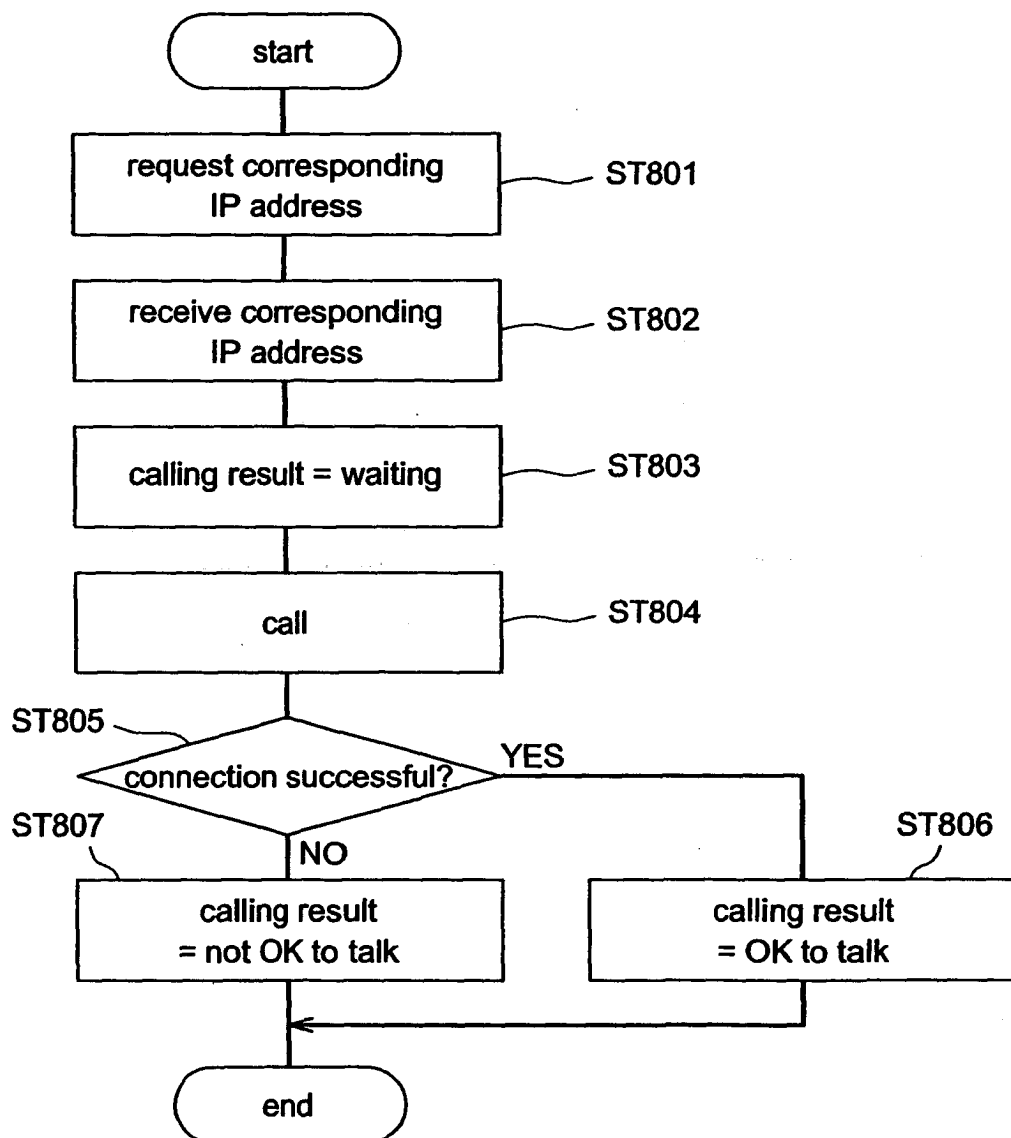 start
request corresponding
IP address
ST801
receive corresponding
IP address
ST802
calling result = waiting
ST803
call
ST804
ST805
connection successful?
YES
ST807
NO
ST806
calling result
= not OK to talk
calling result
= OK to talk
end